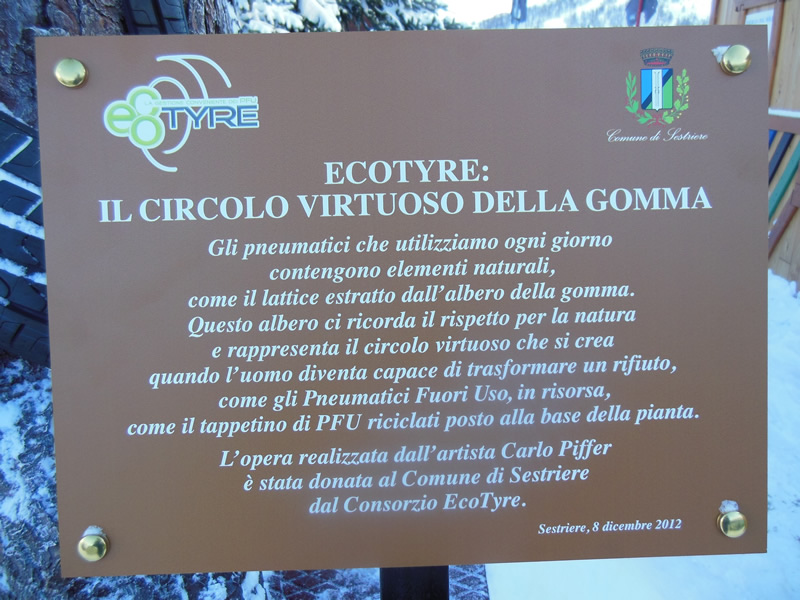 ecoTYRE
Comune di Sestriere
ECOTYRE:
IL CIRCOLO VIRTUOSO DELLA GOMMA
Gli pneumatici che utilizziamo ogni giorno
contengono elementi naturali,
come il lattice estratto dall'albero della gomma.
Questo albero ci ricorda il rispetto per la natura
e rappresenta il circolo virtuoso che si crea
quando l'uomo diventa capace di trasformare un rifiuto,
come gli Pneumatici Fuori Uso, in risorsa,
come il tappetino di PFU riciclati posto alla base della pianta.
L'opera realizzata dall'artista Carlo Piffer
è stata donata al Comune di Sestriere
dal Consorzio EcoTyre.
Sestriere, 8 dicembre 2012